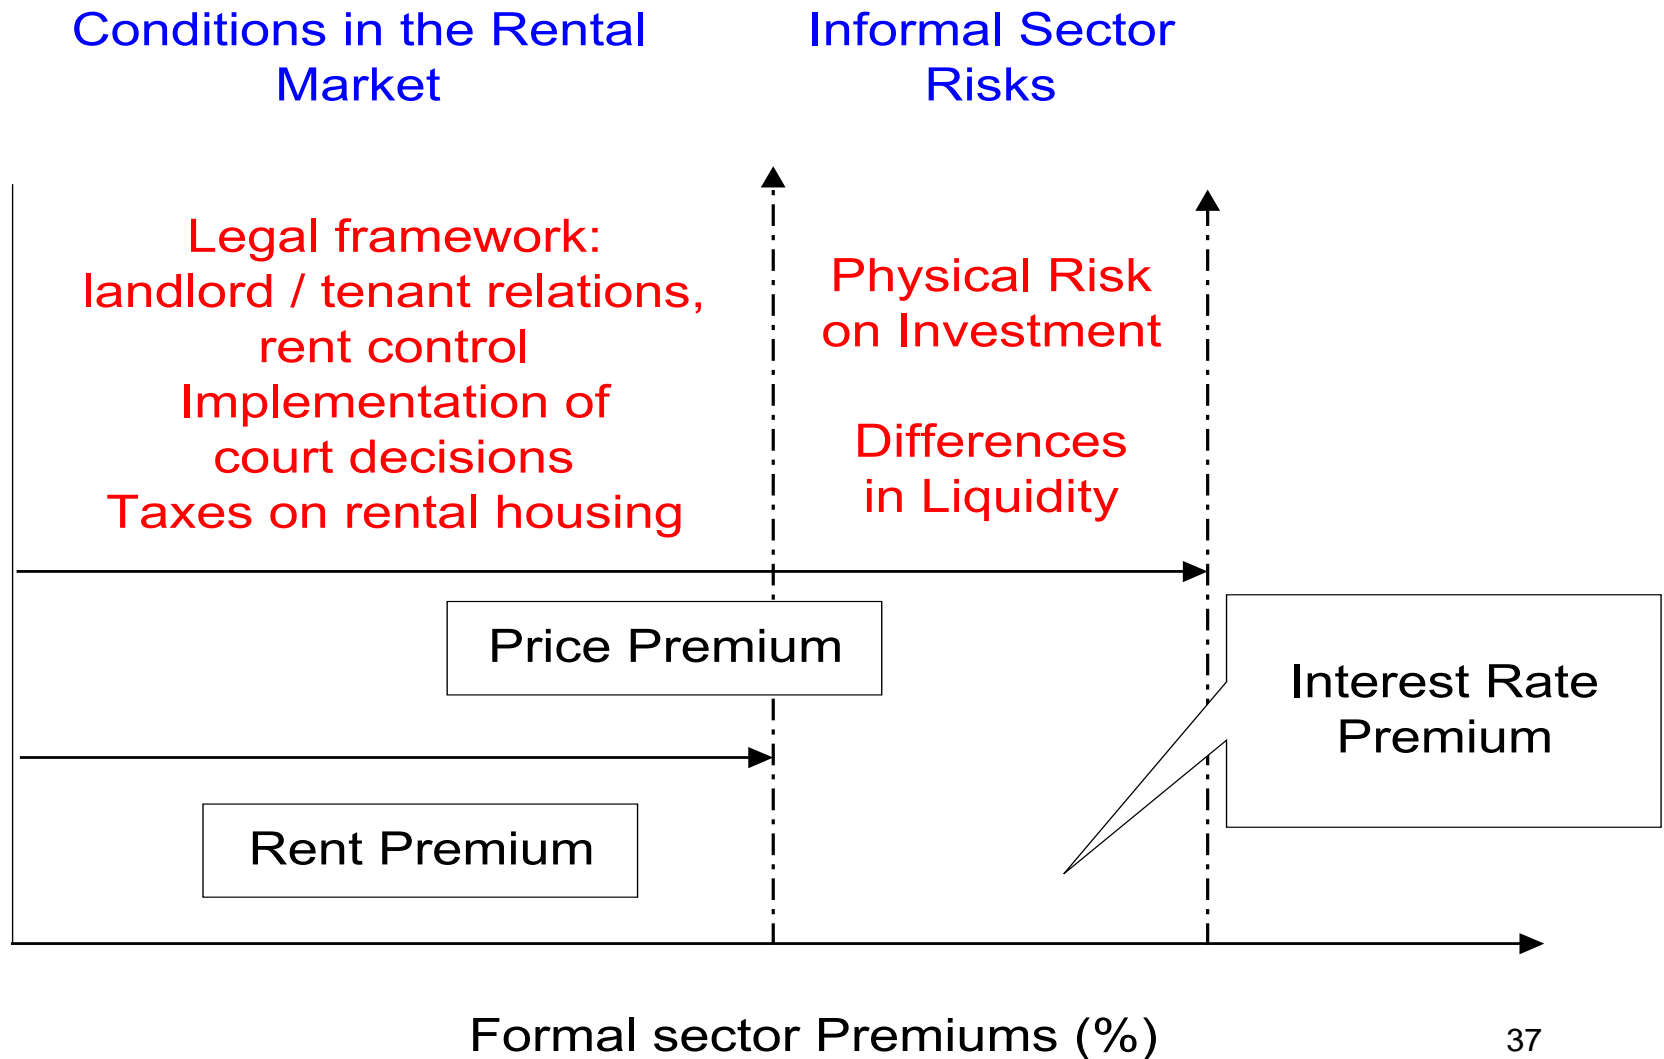 Conditions in the Rental
Market
Informal Sector
Risks
Legal framework:
landlord / tenant relations,
rent control
Implementation of
court decisions
Taxes on rental housing
Physical Risk
on Investment
Differences
in Liquidity
Price Premium
Interest Rate
Premium
Rent Premium
Formal sector Premiums (%)
37